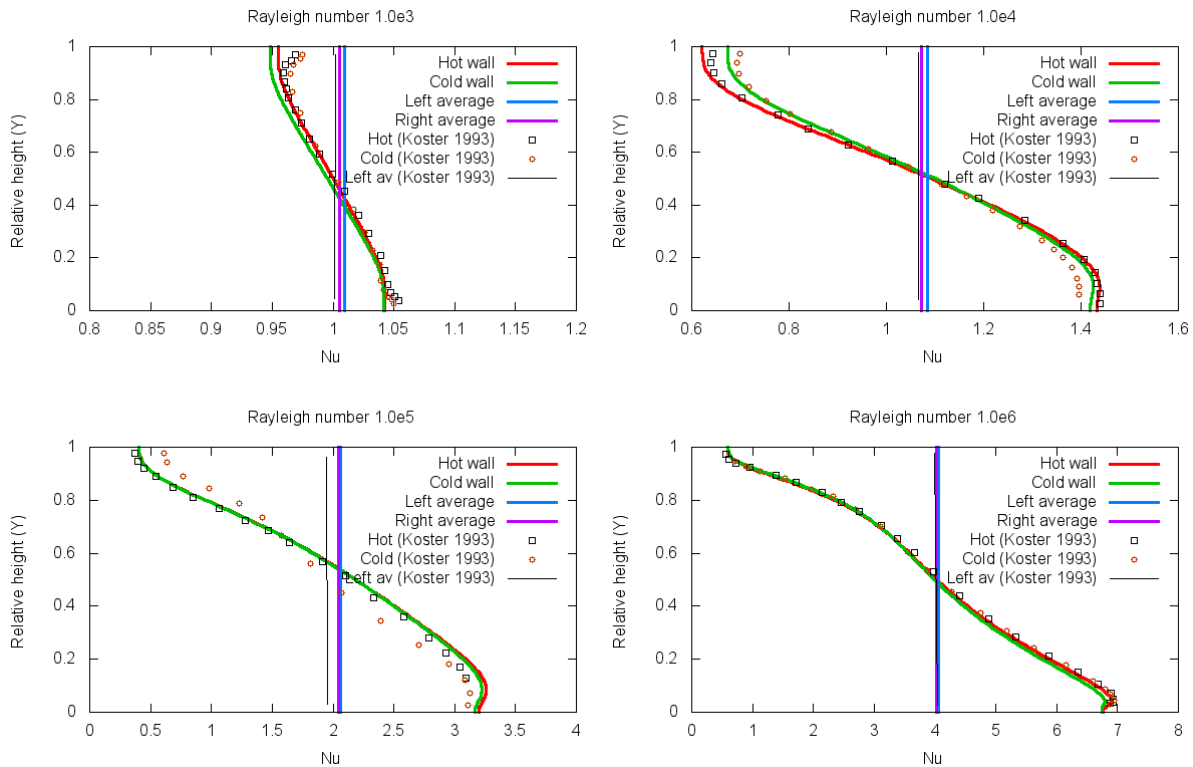 Rayleigh number 1.0e3
Relative height (Y)
1
0.8
0.6
0.4
0.2
0
Hot wall
Cold wall
Left average
Right average
Hot (Koster 1993)
Cold (Koster 1993)
Left av (Koster 1993)
0.8 0.85 0.9 0.95 1 1.05 1.1 1.15 1.2
Nu
Rayleigh number 1.0e4
Relative height (Y)
1
0.8
0.6
0.4
0.2
0
Hot wall
Cold wall
Left average
Right average
Hot (Koster 1993)
Cold (Koster 1993)
Left av (Koster 1993)
0.6 0.8 1 1.2 1.4 1.6
Nu
Rayleigh number 1.0e5
Relative height (Y)
1
0.8
0.6
0.4
0.2
0
Hot wall
Cold wall
Left average
Right average
Hot (Koster 1993)
Cold (Koster 1993)
Left av (Koster 1993)
0 0.5 1 1.5 2 2.5 3 3.5 4
Nu
Rayleigh number 1.0e6
Relative height (Y)
1
0.8
0.6
0.4
0.2
0
Hot wall
Cold wall
Left average
Right average
Hot (Koster 1993)
Cold (Koster 1993)
Left av (Koster 1993)
0 1 2 3 4 5 6 7 8
Nu